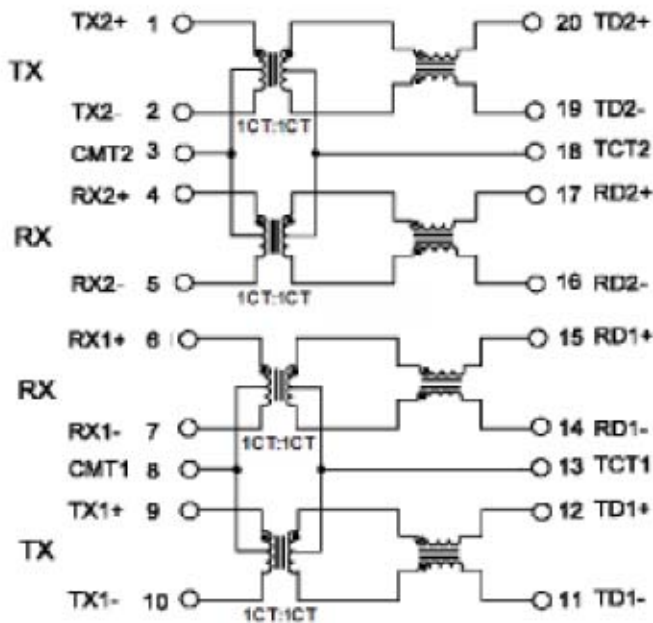 TX2+ 1 20 TD2+
TX
TX2- 2 19 TD2-
1CT:1CT
CMT2 3 18 TCT2
RX2+ 4 17 RD2+
RX
RX2- 5 16 RD2-
1CT:1CT
RX1+ 6 15 RD1+
RX
RX1- 7 14 RD1-
1CT:1CT
CMT1 8 13 TCT1
TX1+ 9 12 TD1+
TX
TX1- 10 11 TD1-
1CT:1CT